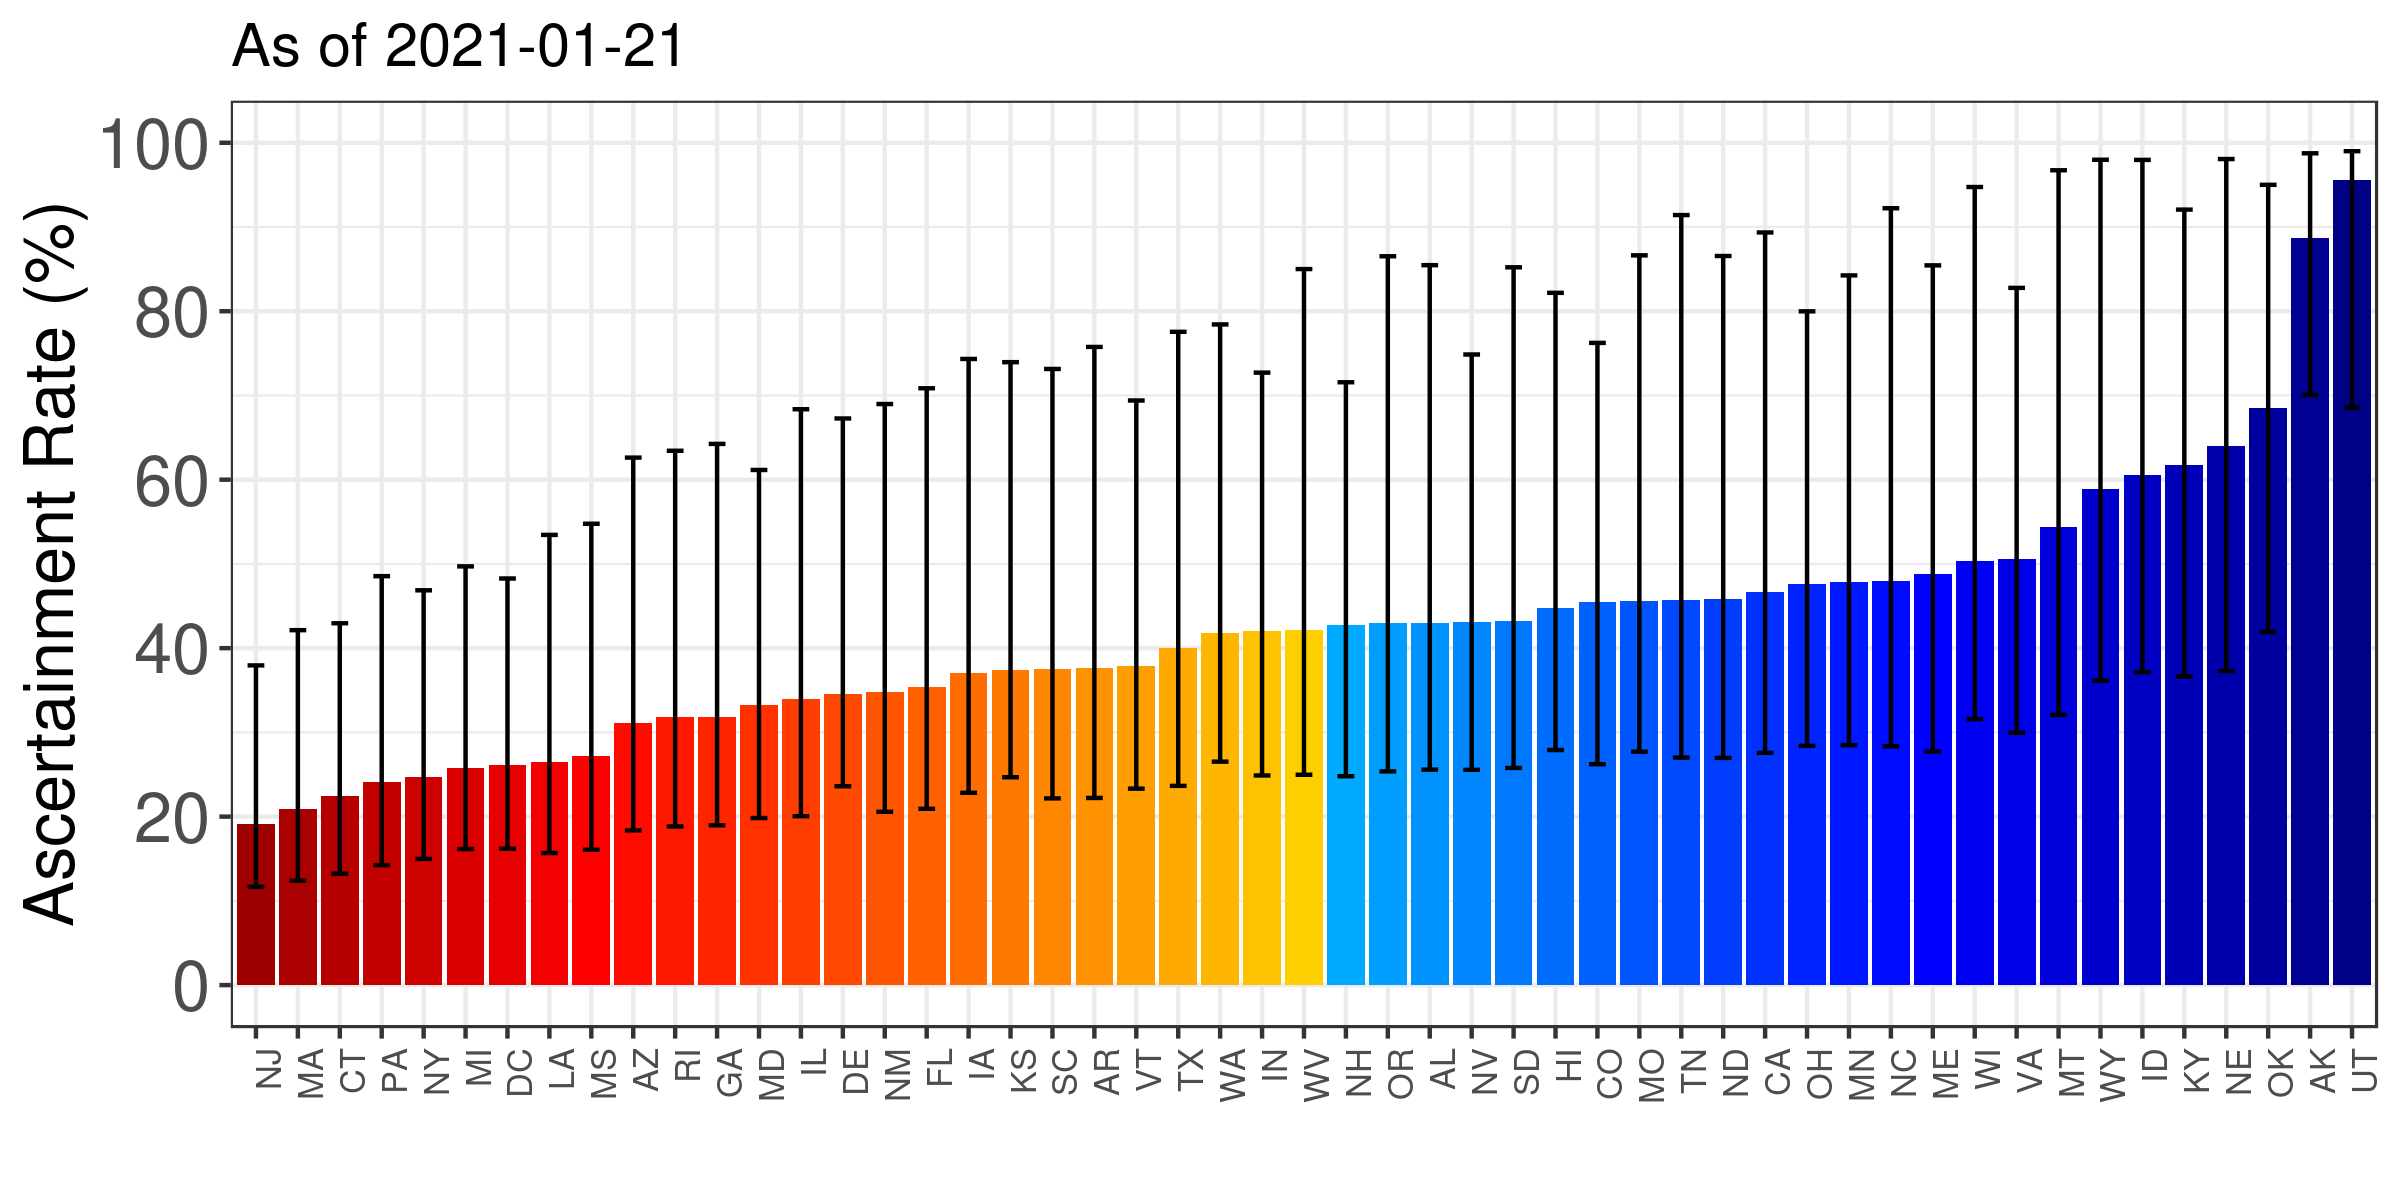 As of 2021-01-21
Ascertainment Rate (%)
100
80
60
40
20
0
NJ MA CT PA NY MI DC LA MS AZ RI GA MD IL DE NM FL IA KS SC AR VT TX WA IN WV NH OR AL NV SD HI CO MO TN ND CA OH MN NC ME WI VA MT WY ID KY NE OK AK UT